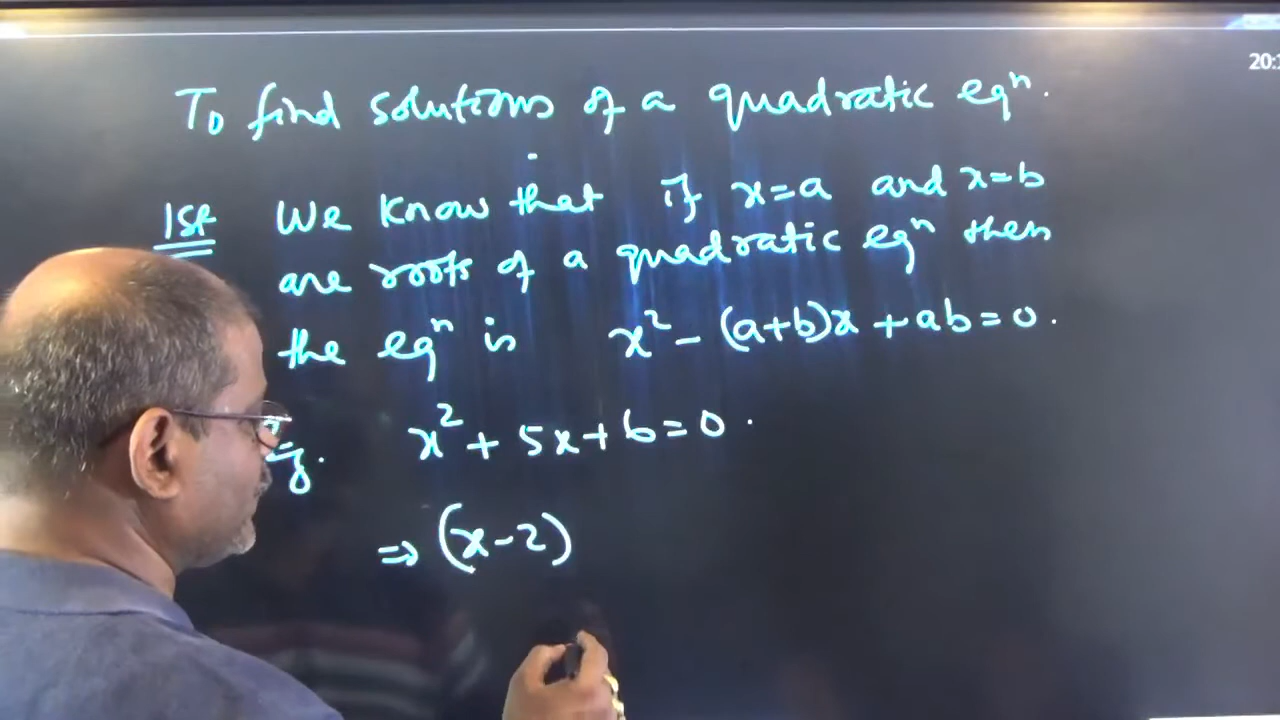 20:
To find solutions of a quadratic eqⁿ.
1st We know that if x=a and x=b
are roots of a quadratic eqⁿ then
the eqⁿ is x² - (a+b)x + ab = 0.
x² + 5x + 6 = 0.
⇒ (x-2)